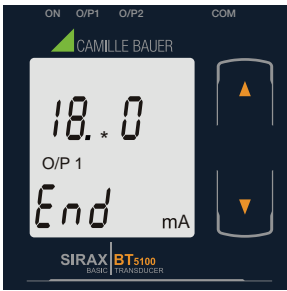 ON O/P1 O/P2 COM
CAMILLE BAUER
18.* 0
O/P 1
End mA
SIRAX BT5100
BASIC TRANSDUCER